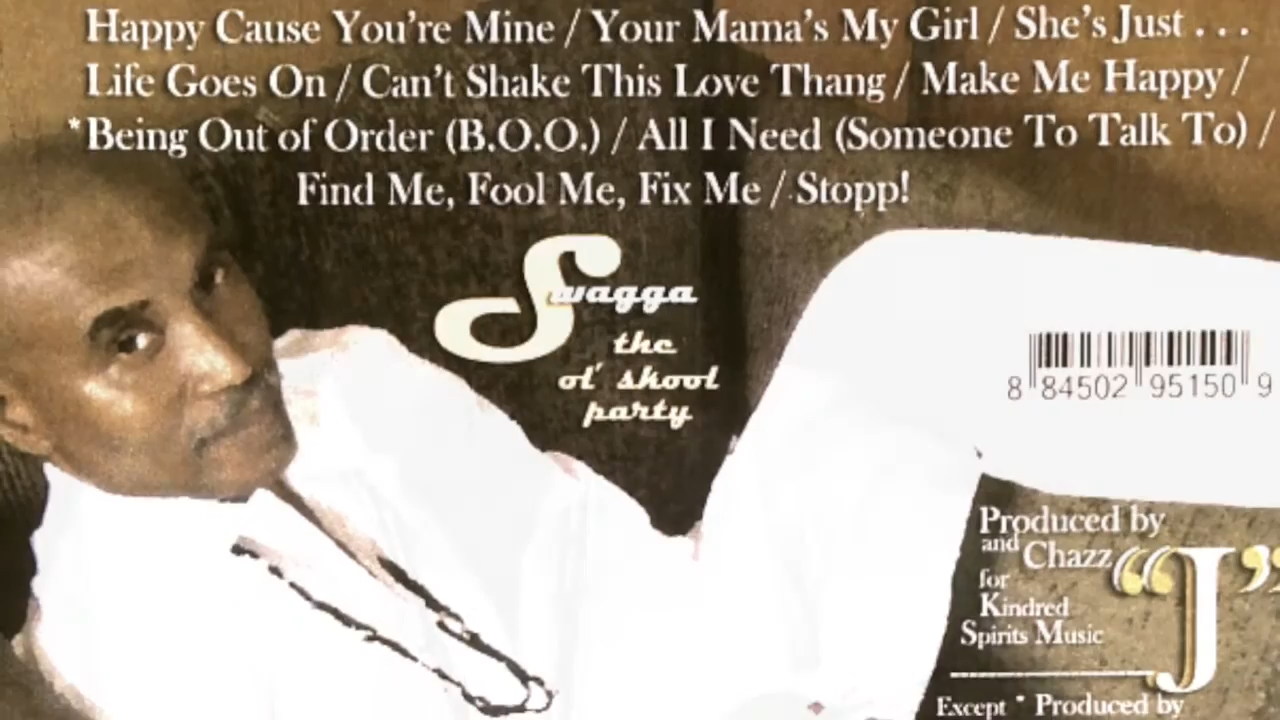 Happy Cause You're Mine / Your Mama's My Girl / She's Just . . .
Life Goes On / Can't Shake This Love Thang / Make Me Happy /
*Being Out of Order (B.O.O.) / All I Need (Someone To Talk To) /
Find Me, Fool Me, Fix Me / Stopp!
Swagga
the
ol' skool
party
8 84502 95150 9
Produced by
and Chazz "J"
for
Kindred
Spirits Music
Except * Produced by